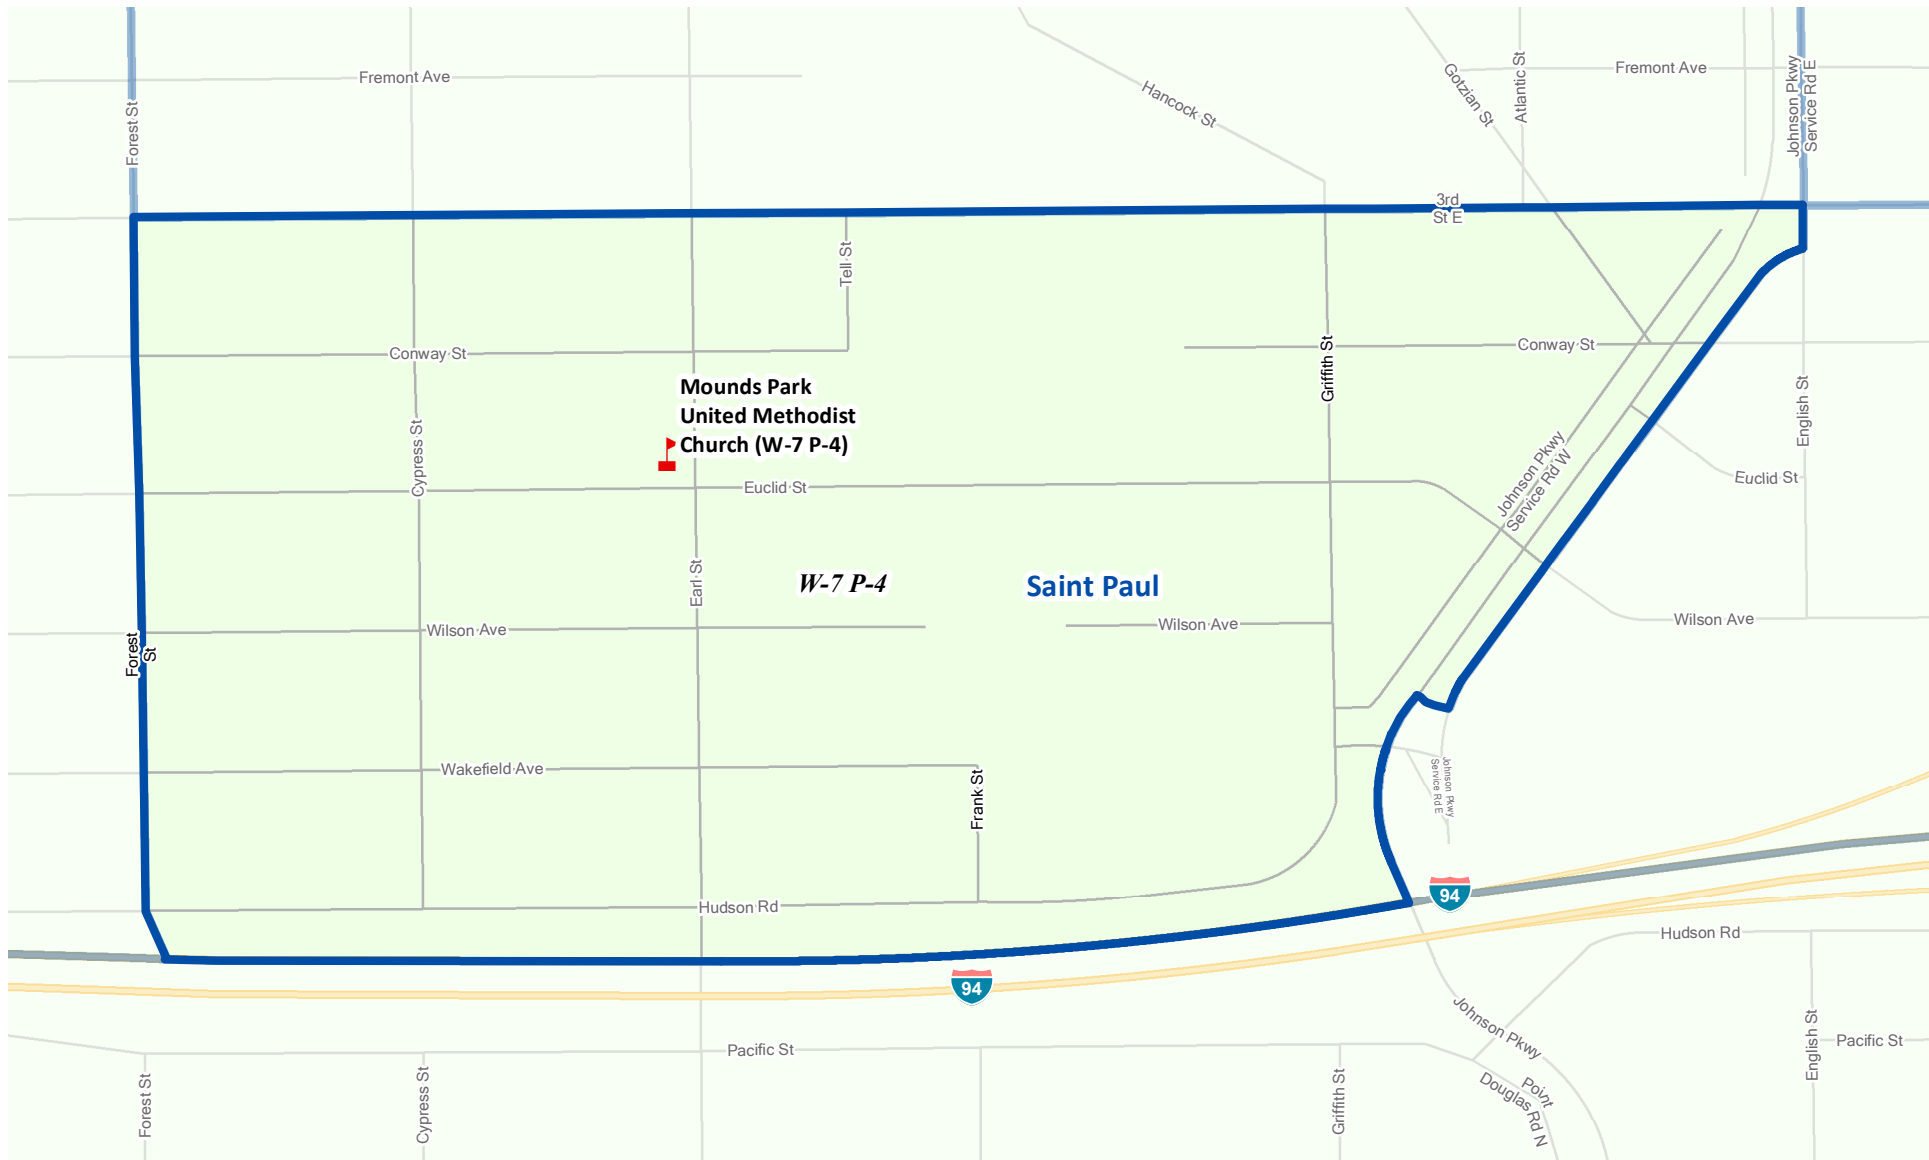 Fremont Ave
Forest St
Hancock St
Gotzian St
Atlantic St
Fremont Ave
Johnson Pkwy
Service Rd E
3rd
St E
Tell St
Conway St
Griffith St
Conway St
Mounds Park
United Methodist
Church (W-7 P-4)
Cypress St
English St
Johnson Pkwy
Service Rd W
Euclid St
Euclid St
Earl St
W-7 P-4
Saint Paul
Forest
St
Wilson Ave
Wilson Ave
Wilson Ave
Wakefield Ave
Frank St
Johnson Pkwy
Service Rd E
94
Hudson Rd
Hudson Rd
94
Johnson Pkwy
Pacific St
English St
Pacific St
Forest St
Cypress St
Griffith St
Point
Douglas Rd N